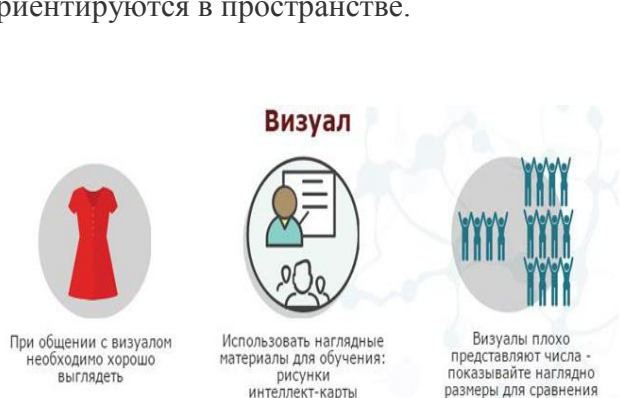 риентируются в пространстве.
Визуал
При общении с визуалом
необходимо хорошо
выглядеть
Использовать наглядные
материалы для обучения:
рисунки
интеллект-карты
Визуалы плохо
представляют числа -
показывайте наглядно
размеры для сравнения